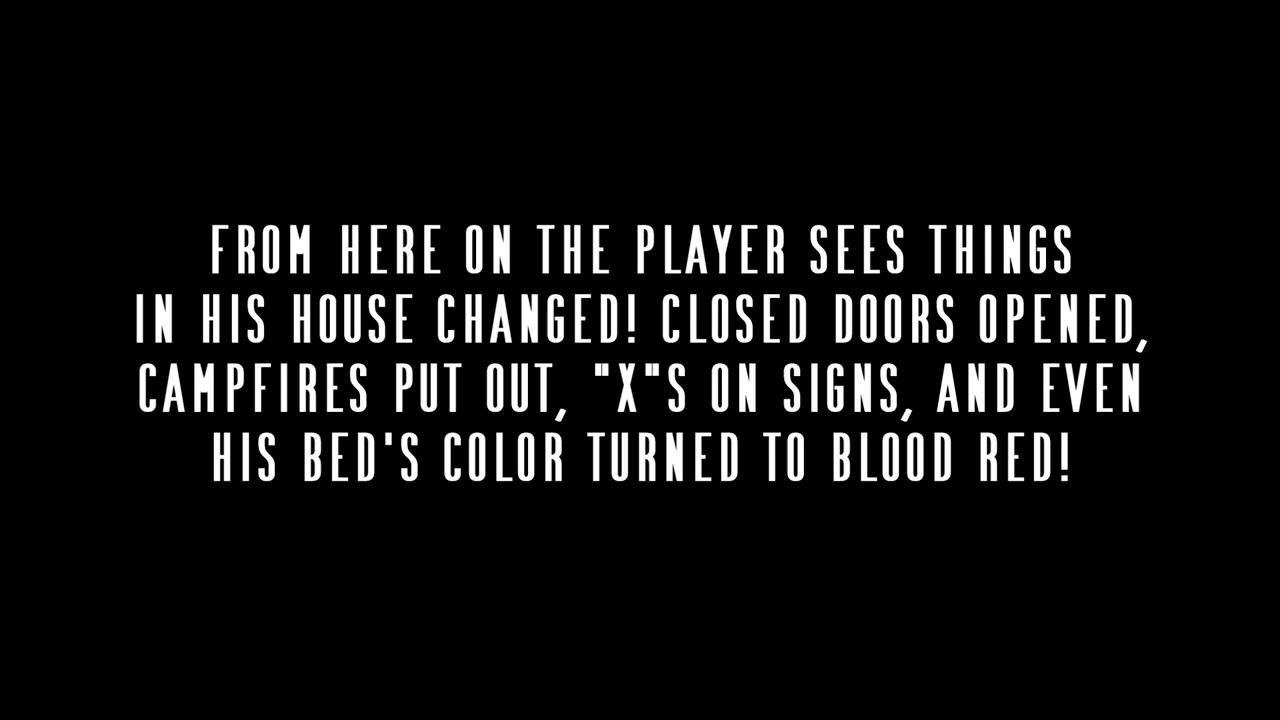 FROM HERE ON THE PLAYER SEES THINGS
IN HIS HOUSE CHANGED! CLOSED DOORS OPENED,
CAMPFIRES PUT OUT, "X"S ON SIGNS, AND EVEN
HIS BED'S COLOR TURNED TO BLOOD RED!